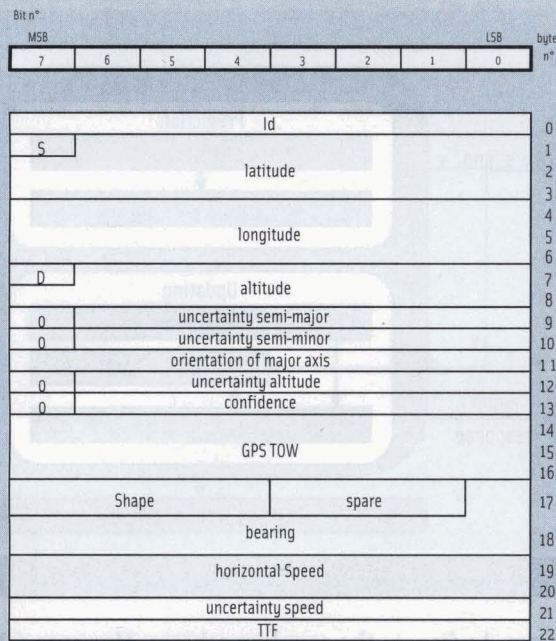 Bit n°
MSB LSB byte
7 6 5 4 3 2 1 0 n°
Id 0
S 1
latitude 2
3
4
longitude 5
6
D 7
altitude 8
0 uncertainty semi-major 9
0 uncertainty semi-minor 10
orientation of major axis 11
0 uncertainty altitude 12
0 confidence 13
14
GPS TOW 15
16
Shape spare 17
bearing 18
horizontal Speed 19
20
uncertainty speed 21
TTF 22